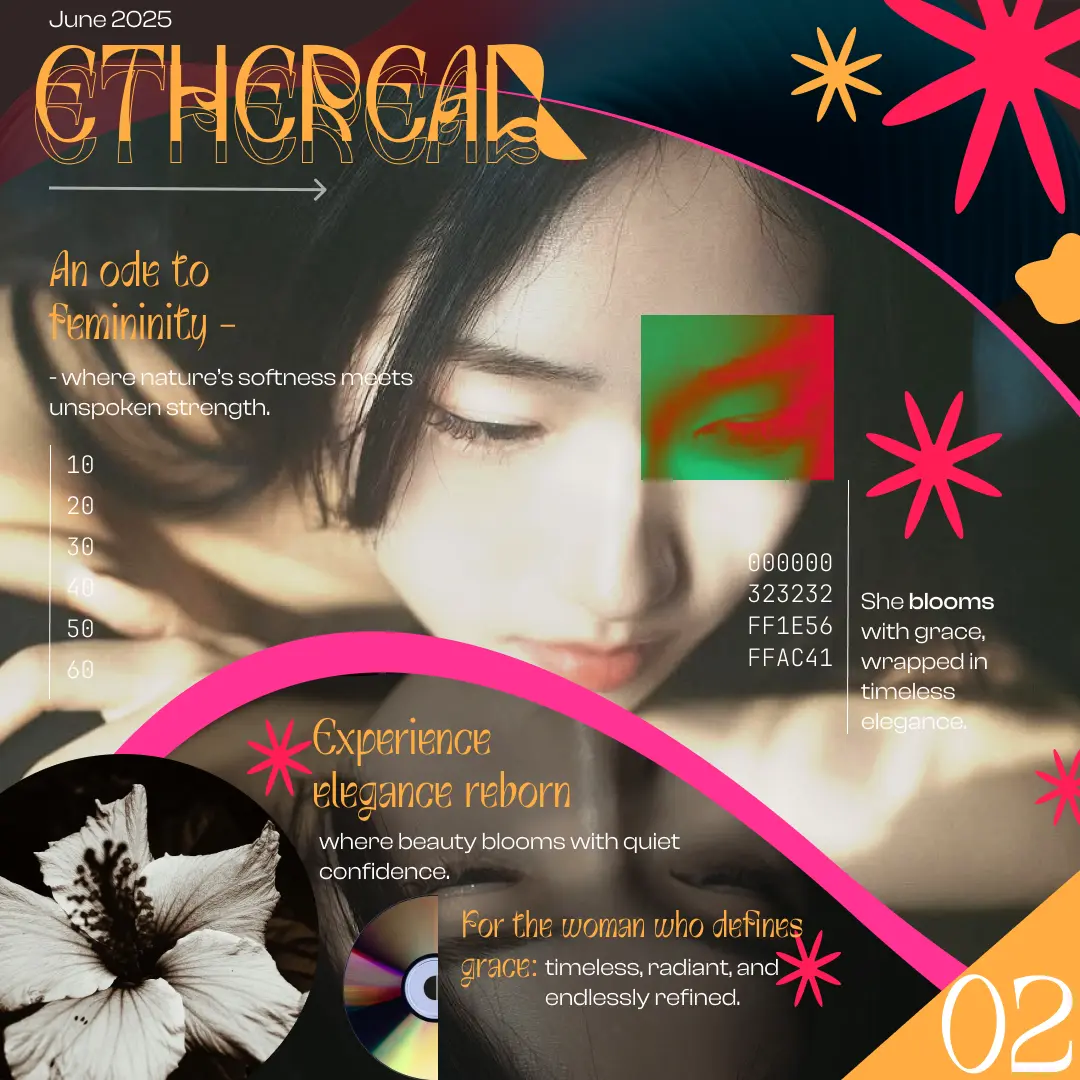 June 2025
ETHEREAL
An ode to
femininity -
- where nature's softness meets
unspoken strength.
10
20
30
40
50
60
000000
323232
FF1E56
FFAC41
She blooms
with grace,
wrapped in
timeless
elegance.
Experience
elegance reborn
where beauty blooms with quiet
confidence.
For the woman who defines
grace: timeless, radiant, and
endlessly refined.
02